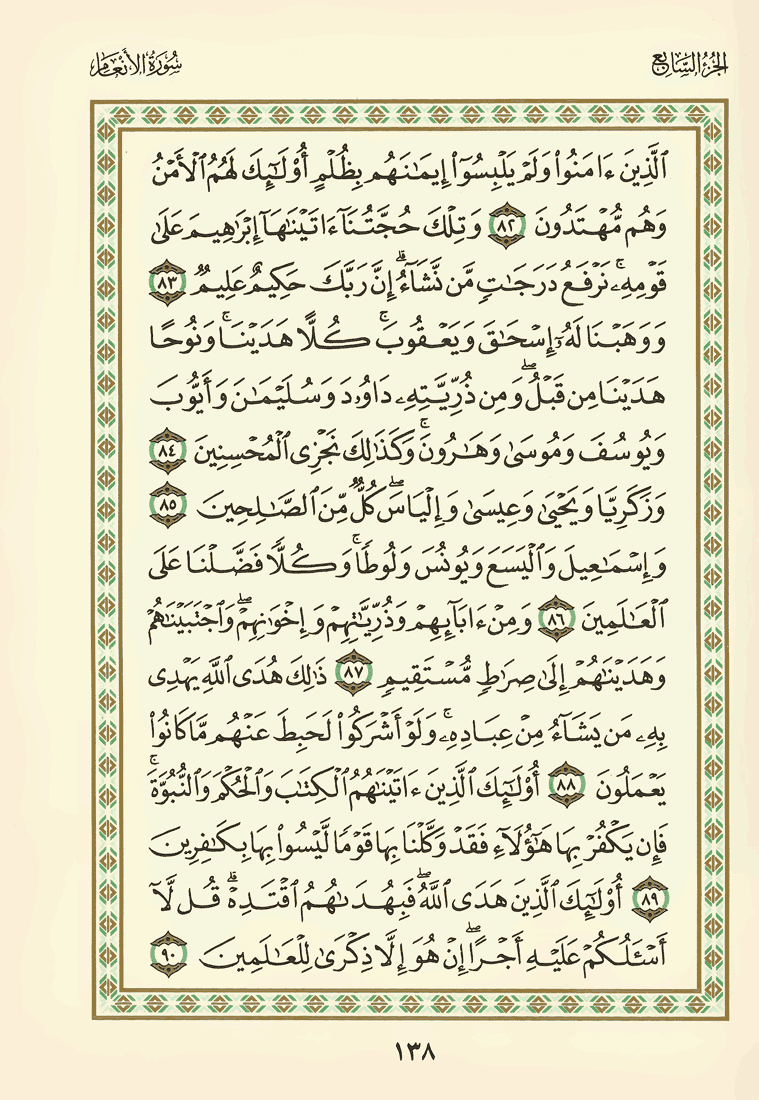 الجزء السابع
سورة الأنعام
ٱلَّذِينَ ءَامَنُوا۟ وَلَمْ يَلْبِسُوٓا۟ إِيمَـٰنَهُم بِظُلْمٍ أُو۟لَـٰٓئِكَ لَهُمُ ٱلْأَمْنُ
وَهُم مُّهْتَدُونَ ٨٢ وَتِلْكَ حُجَّتُنَآ ءَاتَيْنَـٰهَآ إِبْرَٰهِيمَ عَلَىٰ
قَوْمِهِۦ ۚ نَرْفَعُ دَرَجَـٰتٍ مَّن نَّشَآءُ ۗ إِنَّ رَبَّكَ حَكِيمٌ عَلِيمٌ ٨٣
وَوَهَبْنَا لَهُۥٓ إِسْحَـٰقَ وَيَعْقُوبَ ۚ كُلًّا هَدَيْنَا ۚ وَنُوحًا
هَدَيْنَا مِن قَبْلُ ۖ وَمِن ذُرِّيَّتِهِۦ دَاوُۥدَ وَسُلَيْمَـٰنَ وَأَيُّوبَ
وَيُوسُفَ وَمُوسَىٰ وَهَـٰرُونَ ۚ وَكَذَٰلِكَ نَجْزِى ٱلْمُحْسِنِينَ ٨٤
وَزَكَرِيَّا وَيَحْيَىٰ وَعِيسَىٰ وَإِلْيَاسَ ۖ كُلٌّ مِّنَ ٱلصَّـٰلِحِينَ ٨٥
وَإِسْمَـٰعِيلَ وَٱلْيَسَعَ وَيُونُسَ وَلُوطًا ۚ وَكُلًّا فَضَّلْنَا عَلَى
ٱلْعَـٰلَمِينَ ٨٦ وَمِنْ ءَابَآئِهِمْ وَذُرِّيَّـٰتِهِمْ وَإِخْوَٰنِهِمْ ۖ وَٱجْتَبَيْنَـٰهُمْ
وَهَدَيْنَـٰهُمْ إِلَىٰ صِرَٰطٍ مُّسْتَقِيمٍ ٨٧ ذَٰلِكَ هُدَى ٱللَّهِ يَهْدِى
بِهِۦ مَن يَشَآءُ مِنْ عِبَادِهِۦ ۚ وَلَوْ أَشْرَكُوا۟ لَحَبِطَ عَنْهُم مَّا كَانُوا۟
يَعْمَلُونَ ٨٨ أُو۟لَـٰٓئِكَ ٱلَّذِينَ ءَاتَيْنَـٰهُمُ ٱلْكِتَـٰبَ وَٱلْحُكْمَ وَٱلنُّبُوَّةَ ۚ
فَإِن يَكْفُرْ بِهَا هَـٰٓؤُلَآءِ فَقَدْ وَكَّلْنَا بِهَا قَوْمًا لَّيْسُوا۟ بِهَا بِكَـٰفِرِينَ
٨٩ أُو۟لَـٰٓئِكَ ٱلَّذِينَ هَدَى ٱللَّهُ ۖ فَبِهُدَىٰهُمُ ٱقْتَدِهْ ۗ قُل لَّآ
أَسْـَٔلُكُمْ عَلَيْهِ أَجْرًا ۖ إِنْ هُوَ إِلَّا ذِكْرَىٰ لِلْعَـٰلَمِينَ ٩٠
١٣٨